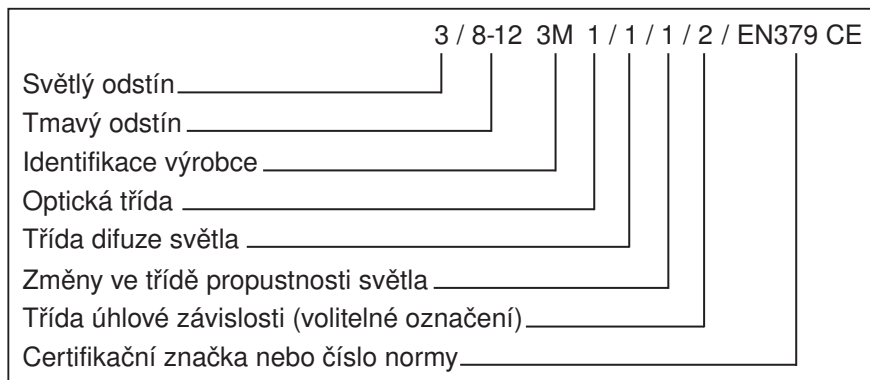 3 / 8-12 3M 1 / 1 / 1 / 2 / EN379 CE
Světlý odstín
Tmavý odstín
Identifikace výrobce
Optická třída
Třída difuze světla
Změny ve třídě propustnosti světla
Třída úhlové závislosti (volitelné označení)
Certifikační značka nebo číslo normy